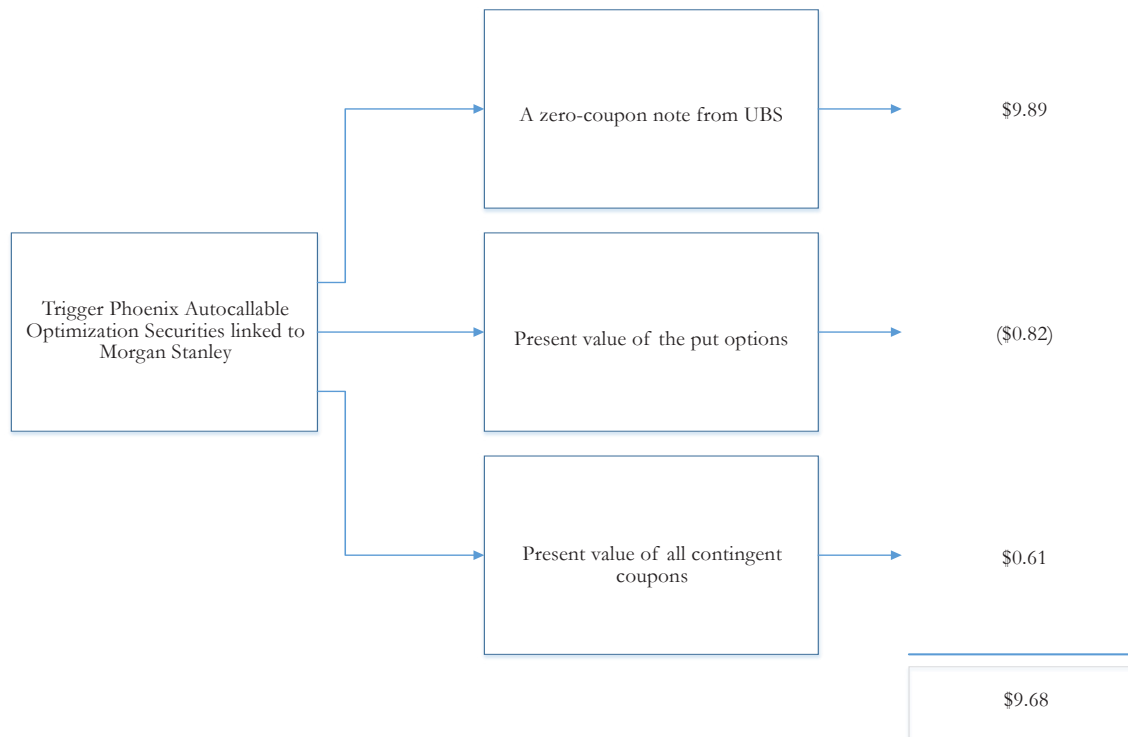 A zero-coupon note from UBS
$9.89
Trigger Phoenix Autocallable
Optimization Securities linked to
Morgan Stanley
Present value of the put options
($0.82)
Present value of all contingent
coupons
$0.61
$9.68